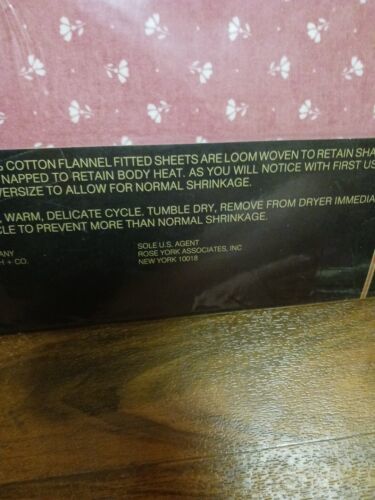 COTTON FLANNEL FITTED SHEETS ARE LOOM WOVEN TO RETAIN SHA
NAPPED TO RETAIN BODY HEAT. AS YOU WILL NOTICE WITH FIRST US
VERSIZE TO ALLOW FOR NORMAL SHRINKAGE.
WARM, DELICATE CYCLE. TUMBLE DRY, REMOVE FROM DRYER IMMEDIA
CLE TO PREVENT MORE THAN NORMAL SHRINKAGE.
ANY
H + CO.
SOLE U.S. AGENT
ROSE YORK ASSOCIATES, INC
NEW YORK 10018